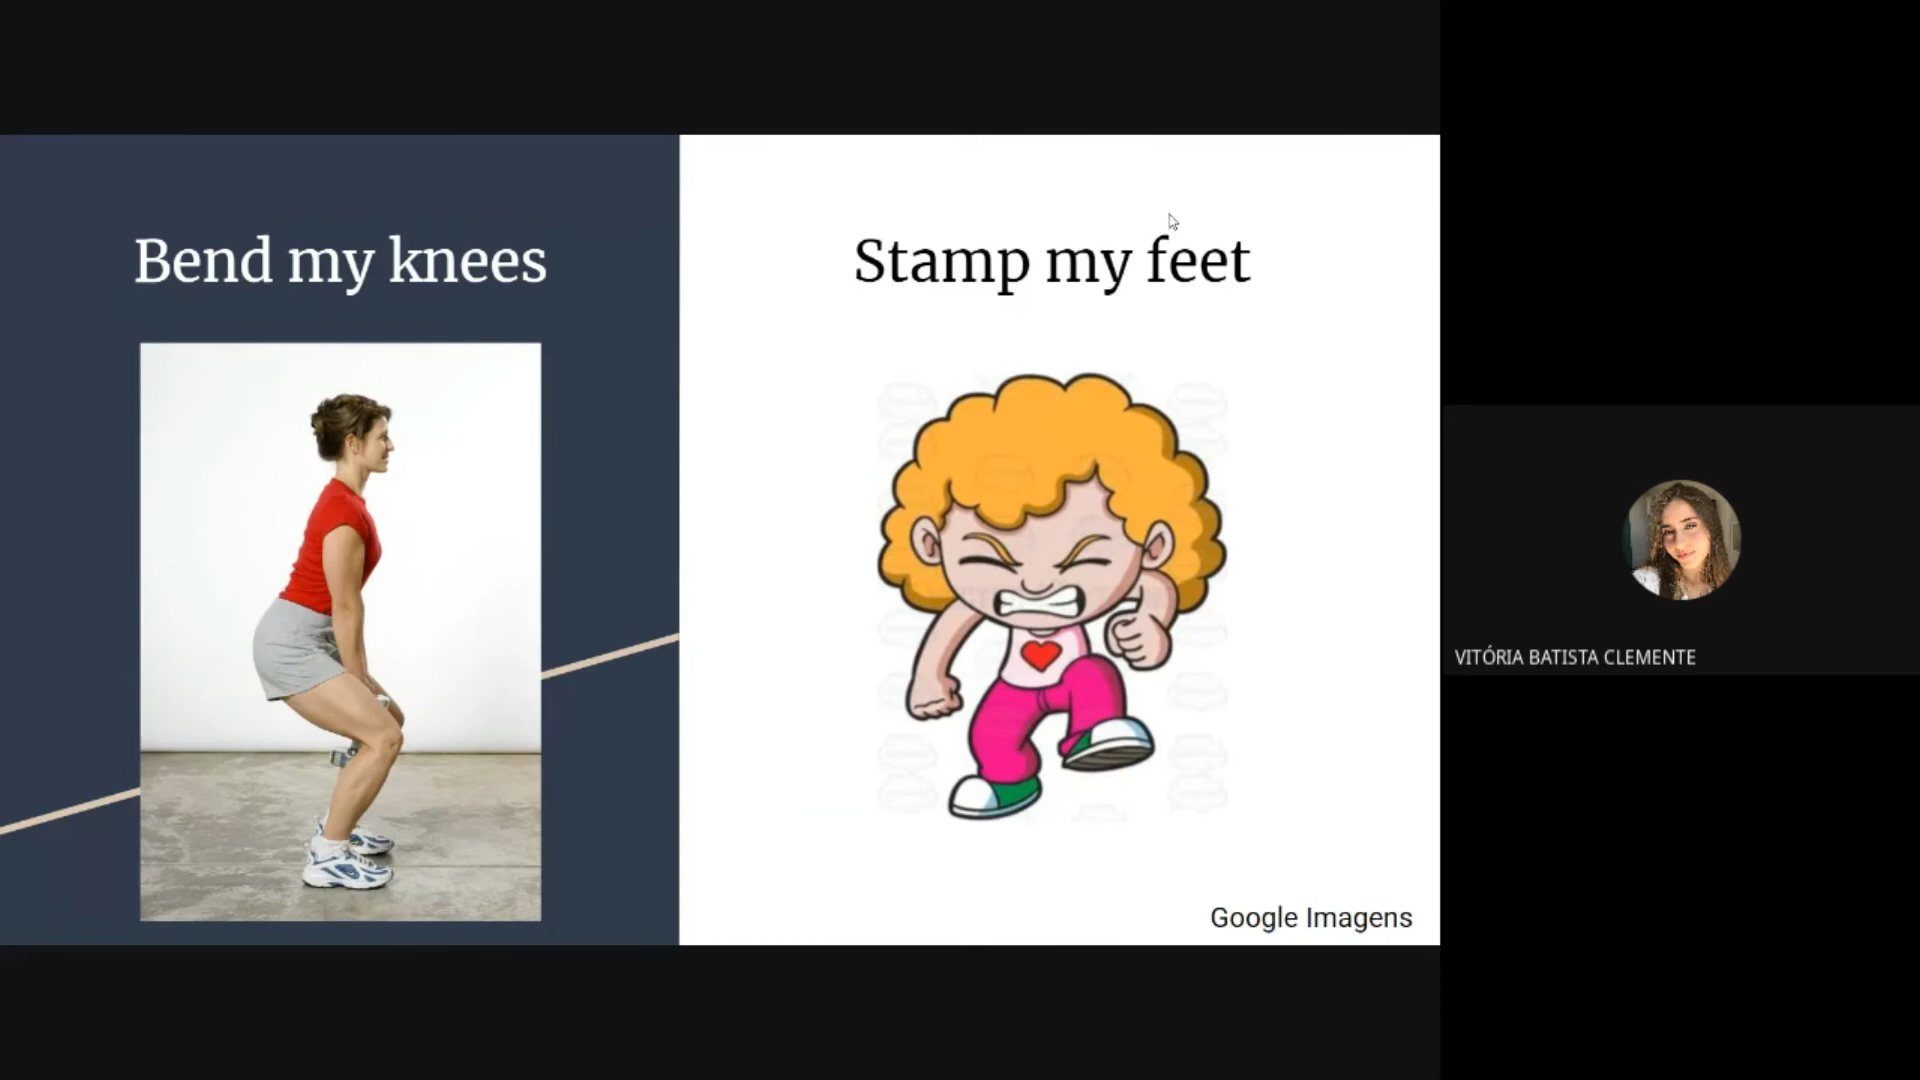 Bend my knees
Stamp my feet
Google Imagens
VITÓRIA BATISTA CLEMENTE